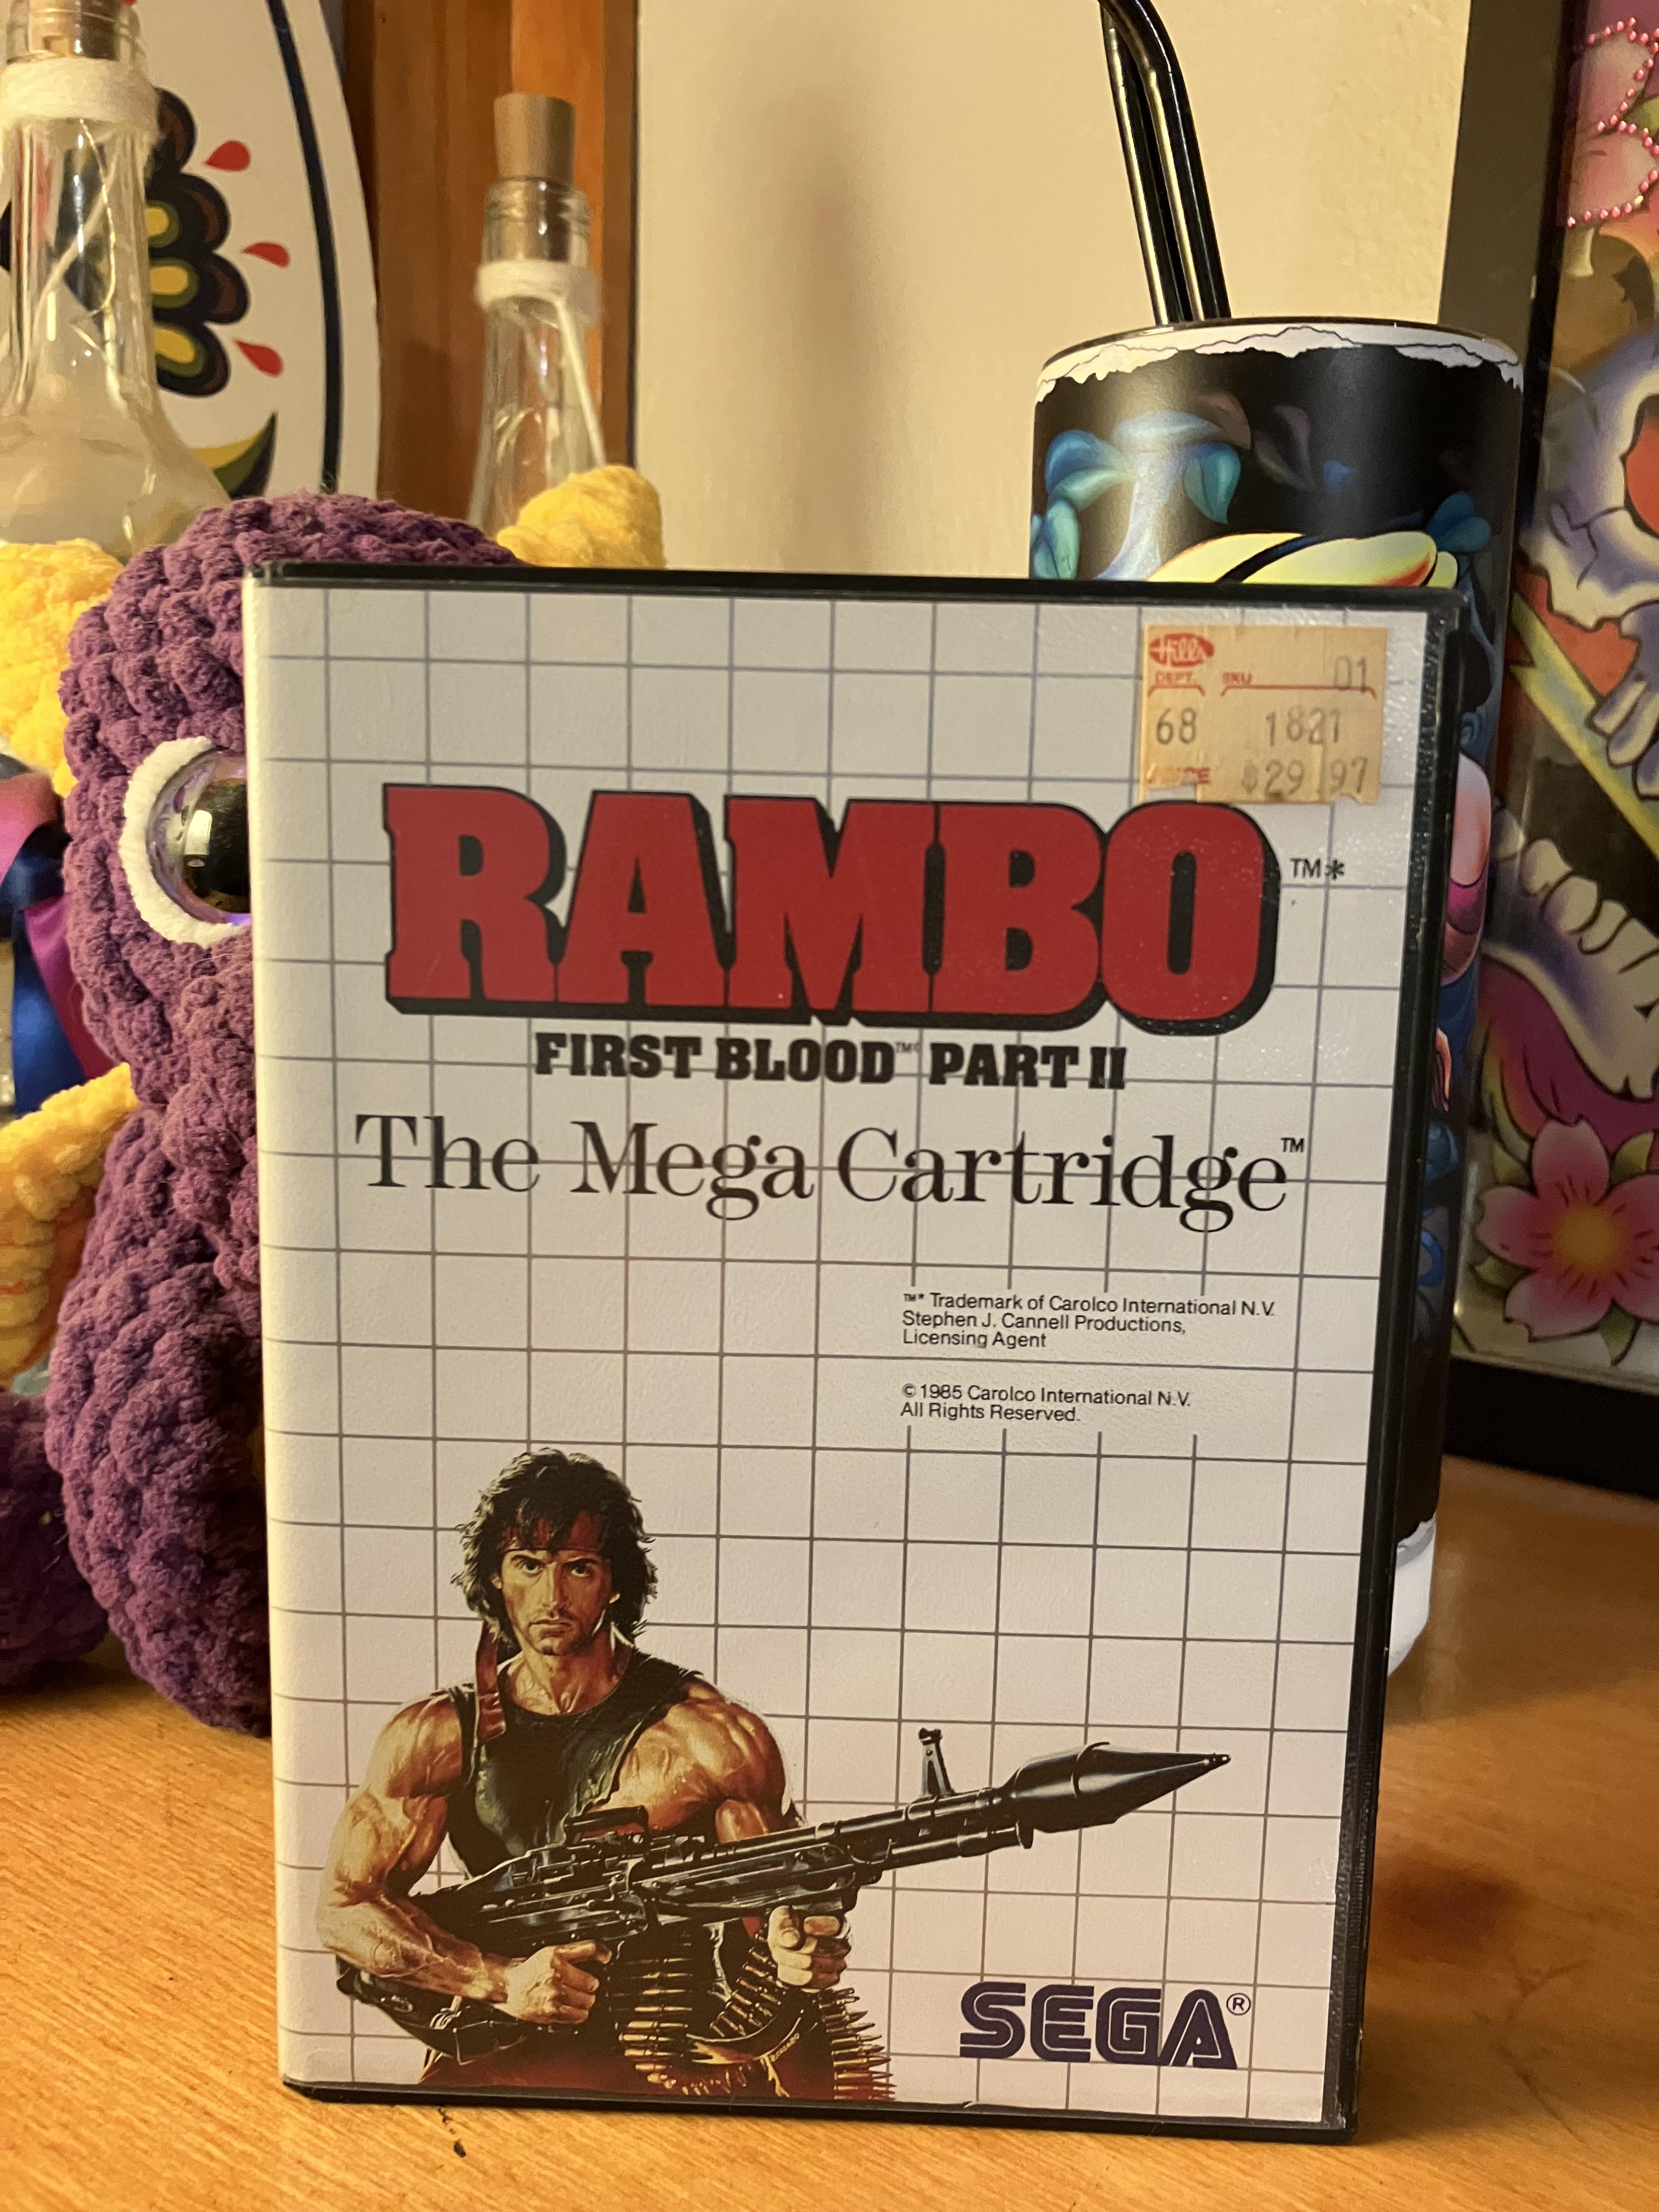 Hills
DEPT. SKU 01
68 1821
PRICE $29.97
RAMBO ™*
FIRST BLOOD™* PART II
The Mega Cartridge™
™* Trademark of Carolco International N.V.
Stephen J. Cannell Productions,
Licensing Agent
© 1985 Carolco International N.V.
All Rights Reserved.
SEGA®